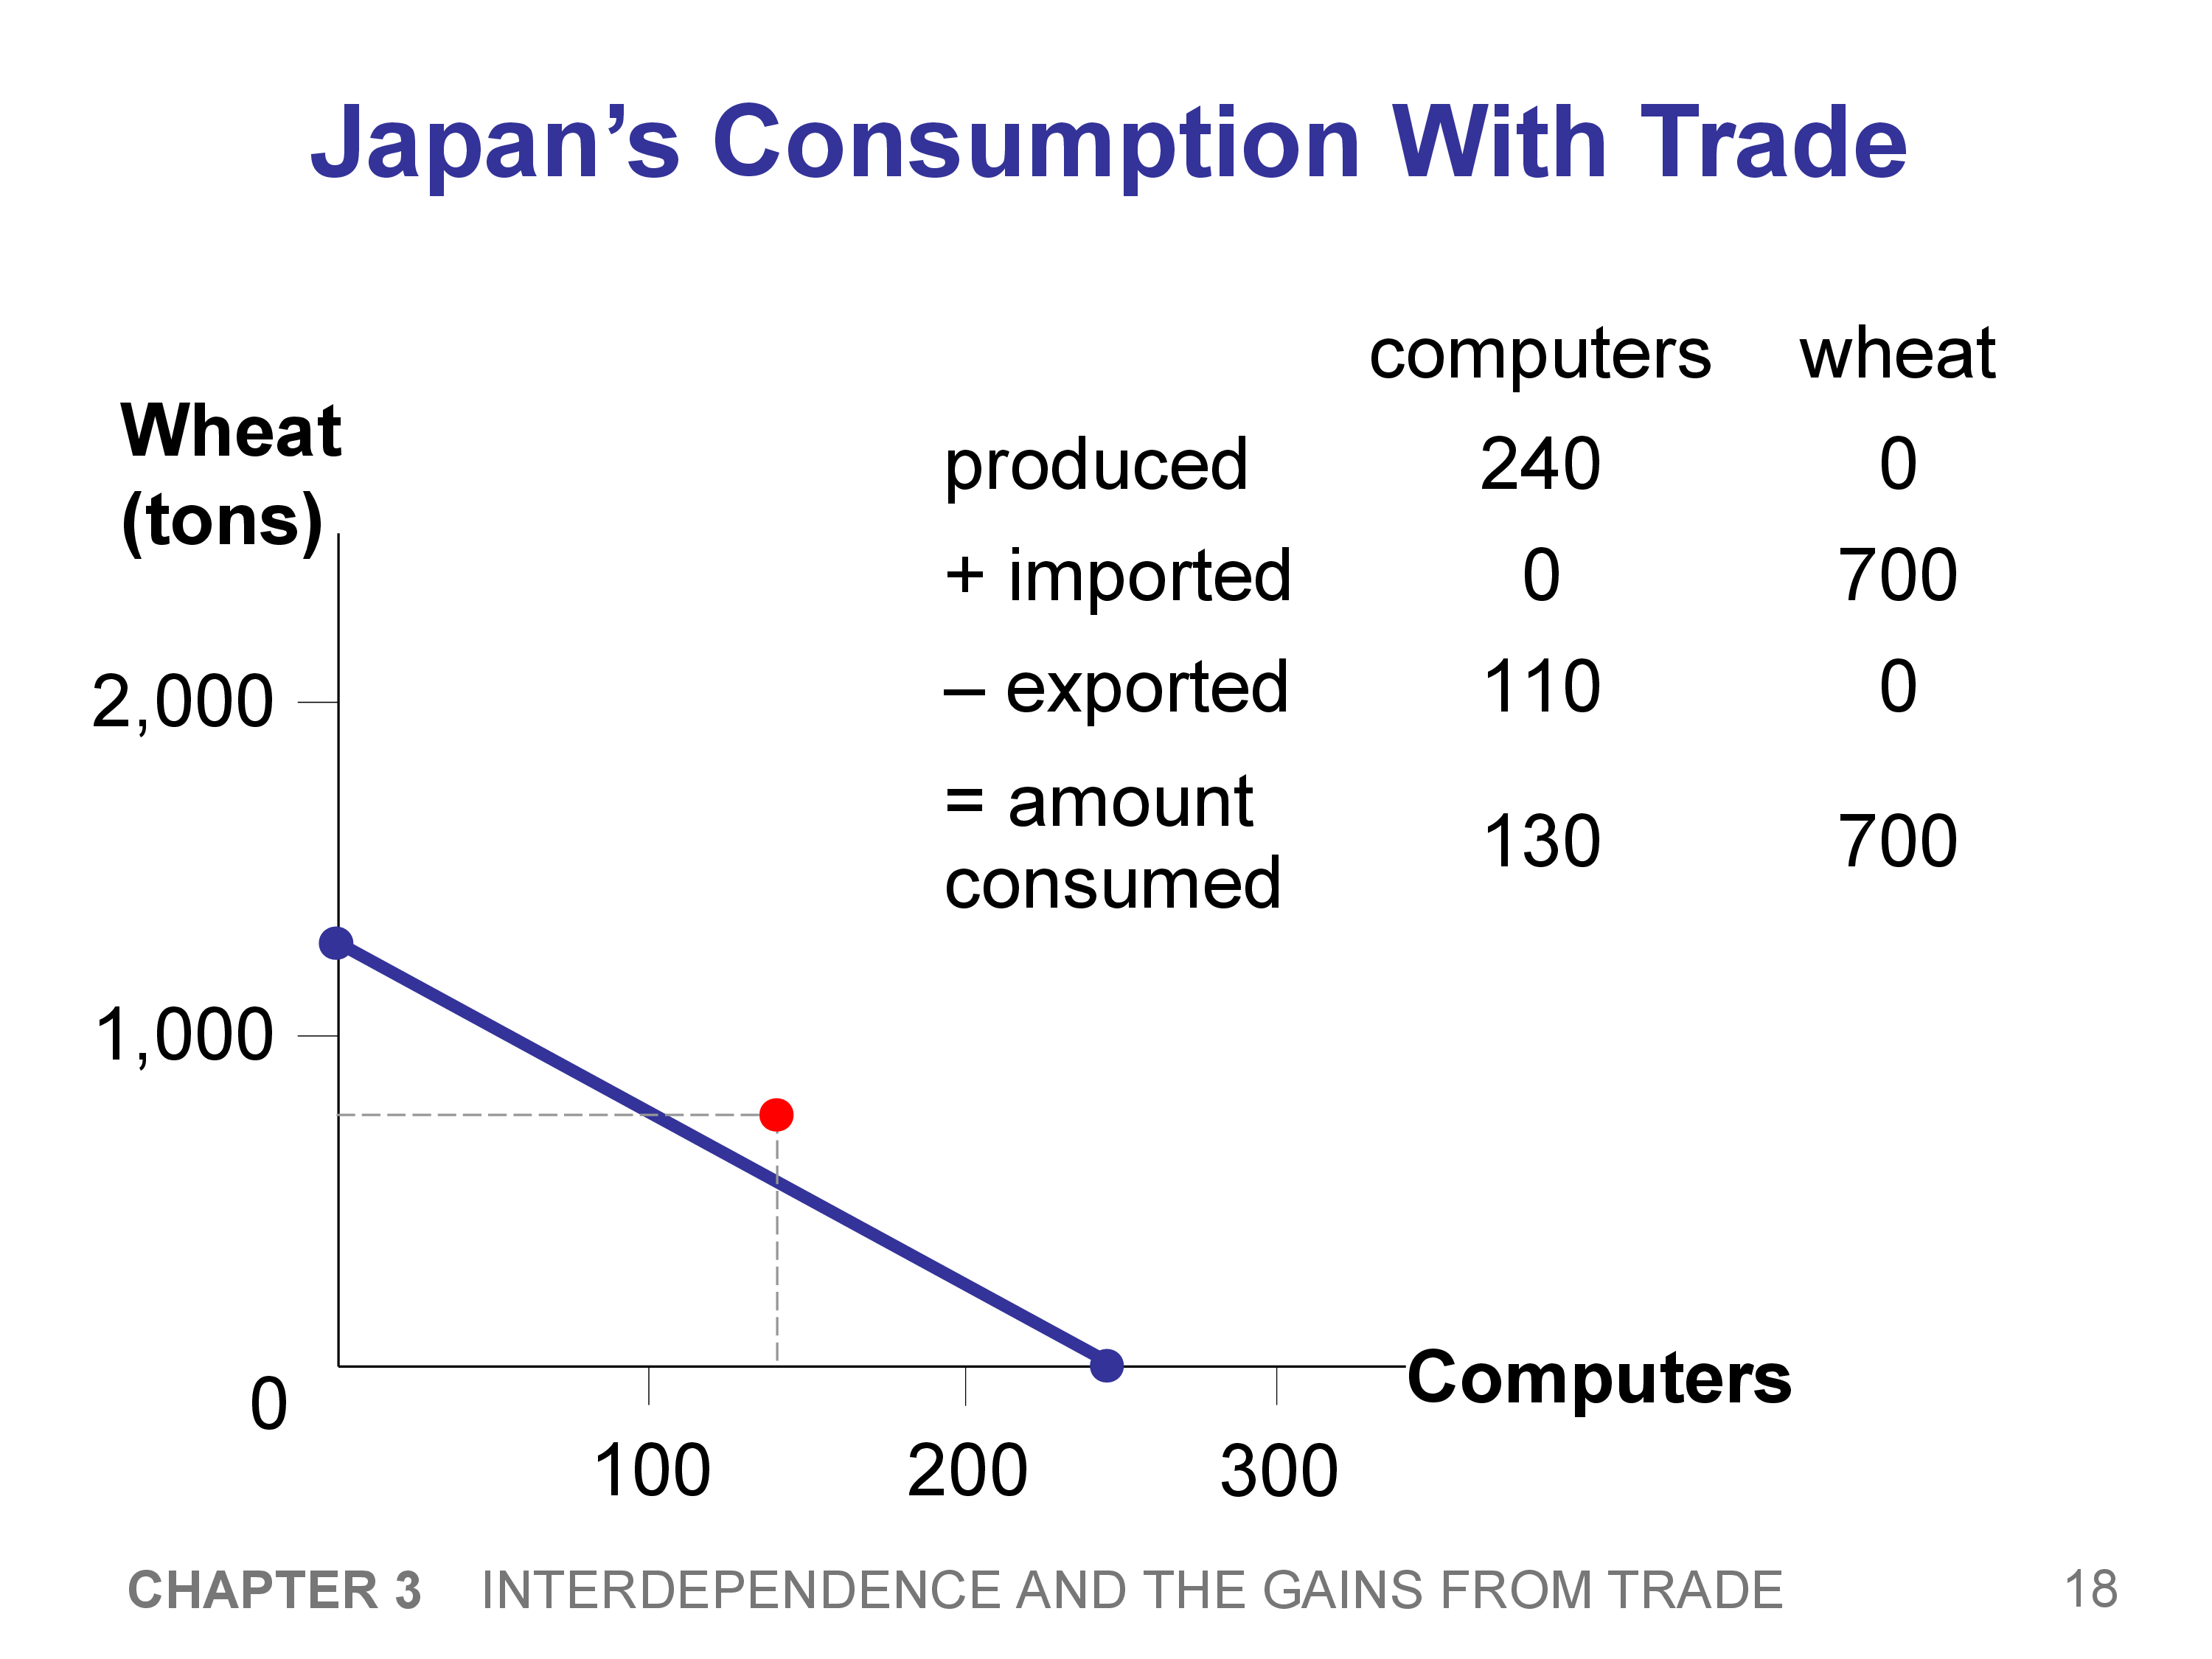 Japan’s Consumption With Trade
computers wheat
produced 240 0
+ imported 0 700
– exported 110 0
= amount
consumed 130 700
Wheat
(tons)
2,000
1,000
0
100 200 300
Computers
CHAPTER 3 INTERDEPENDENCE AND THE GAINS FROM TRADE 18